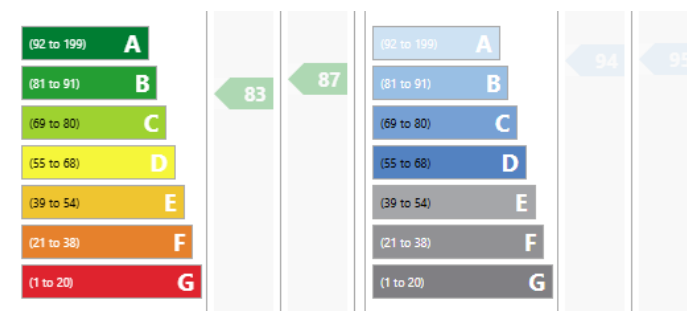 (92 to 199) A
(81 to 91) B
83
87
(69 to 80) C
(55 to 68) D
(39 to 54) E
(21 to 38) F
(1 to 20) G
(92 to 199) A
94
95
(81 to 91) B
(69 to 80) C
(55 to 68) D
(39 to 54) E
(21 to 38) F
(1 to 20) G